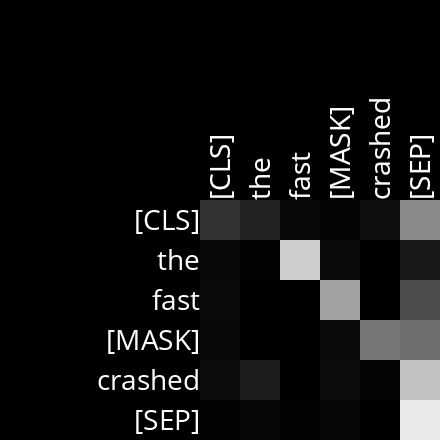 [CLS]
the
fast
[MASK]
crashed
[SEP]
[CLS]
the
fast
[MASK]
crashed
[SEP]